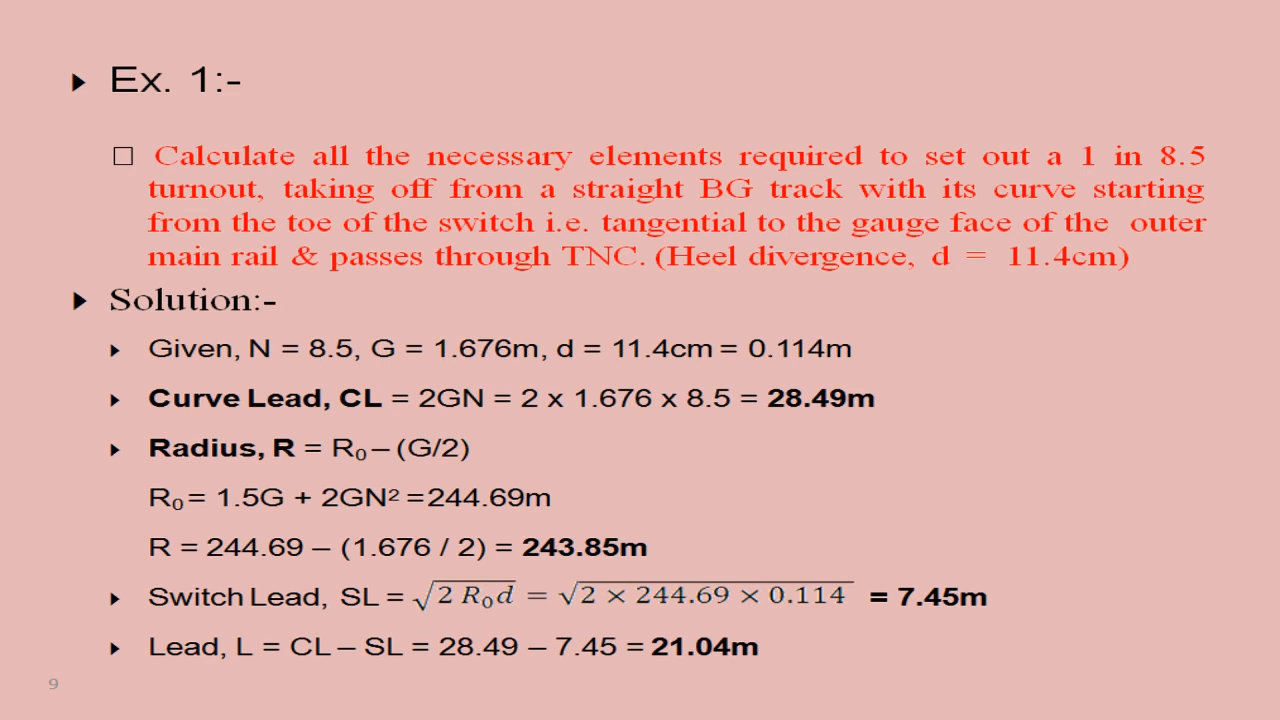 Ex. 1:-
Calculate all the necessary elements required to set out a 1 in 8.5
turnout, taking off from a straight BG track with its curve starting
from the toe of the switch i.e. tangential to the gauge face of the outer
main rail & passes through TNC. (Heel divergence, d = 11.4cm)
Solution:-
Given, N = 8.5, G = 1.676m, d = 11.4cm = 0.114m
Curve Lead, CL = 2GN = 2 x 1.676 x 8.5 = 28.49m
Radius, R = R₀ – (G/2)
R₀ = 1.5G + 2GN² = 244.69m
R = 244.69 – (1.676 / 2) = 243.85m
Switch Lead, SL = √2 R₀d = √2 × 244.69 × 0.114 = 7.45m
Lead, L = CL – SL = 28.49 – 7.45 = 21.04m
9